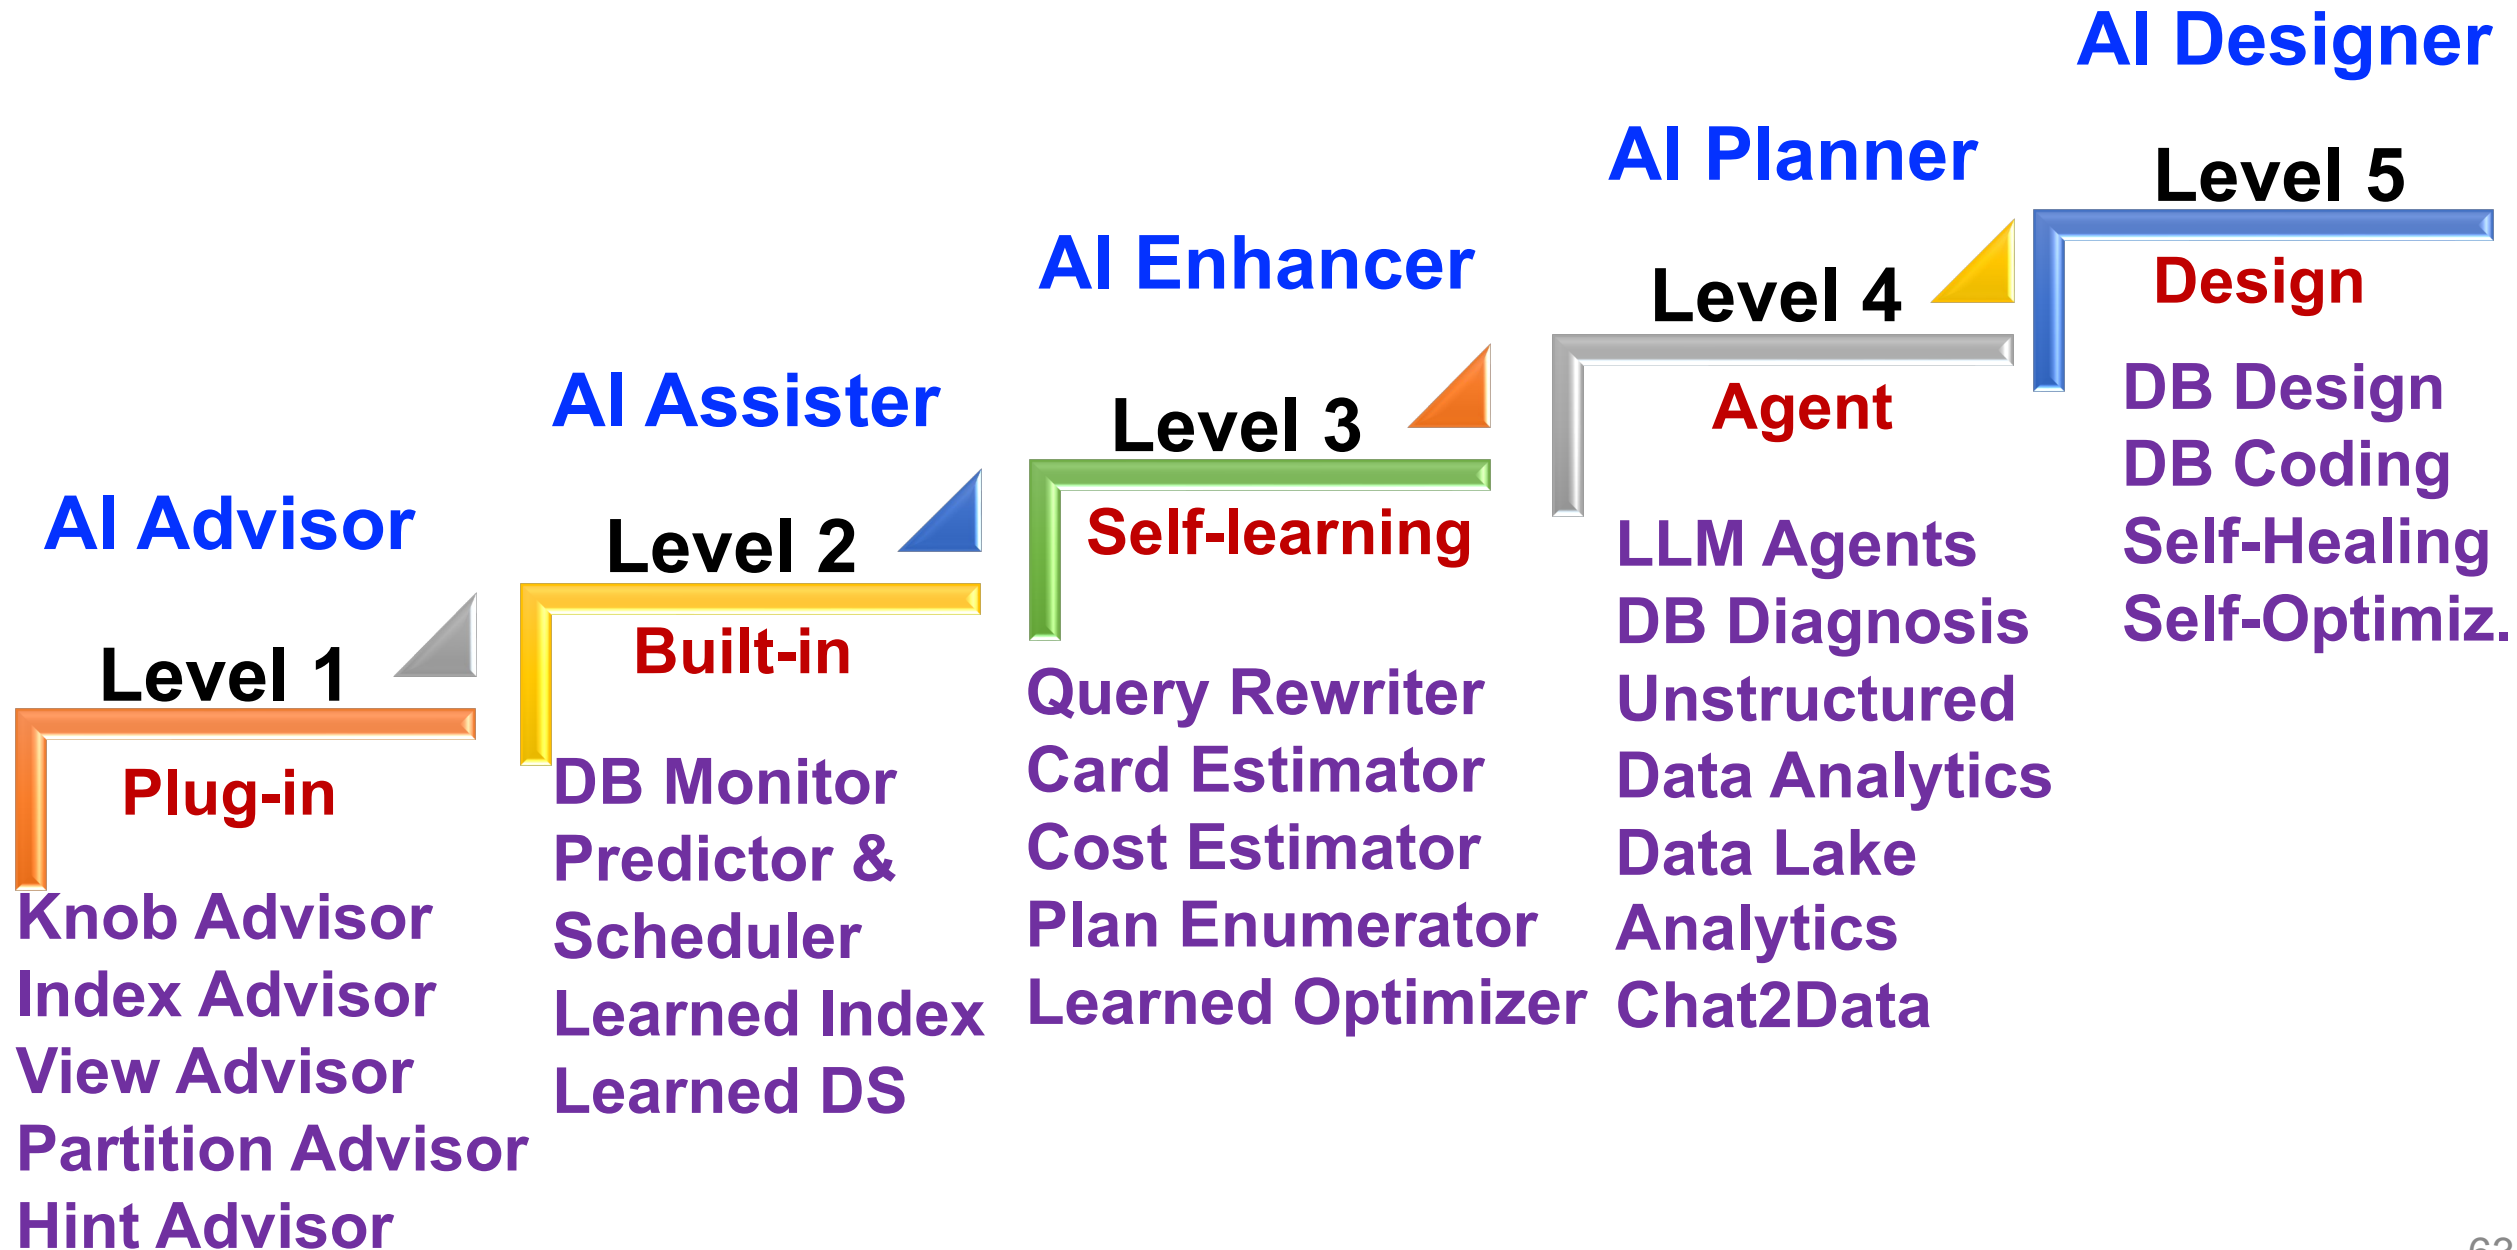 AI Advisor
Level 1
Plug-in
Knob Advisor
Index Advisor
View Advisor
Partition Advisor
Hint Advisor
AI Assister
Level 2
Built-in
DB Monitor
Predictor &
Scheduler
Learned Index
Learned DS
AI Enhancer
Level 3
Self-learning
Query Rewriter
Card Estimator
Cost Estimator
Plan Enumerator
Learned Optimizer
AI Planner
Level 4
Agent
LLM Agents
DB Diagnosis
Unstructured
Data Analytics
Data Lake
Analytics
Chat2Data
AI Designer
Level 5
Design
DB Design
DB Coding
Self-Healing
Self-Optimiz.